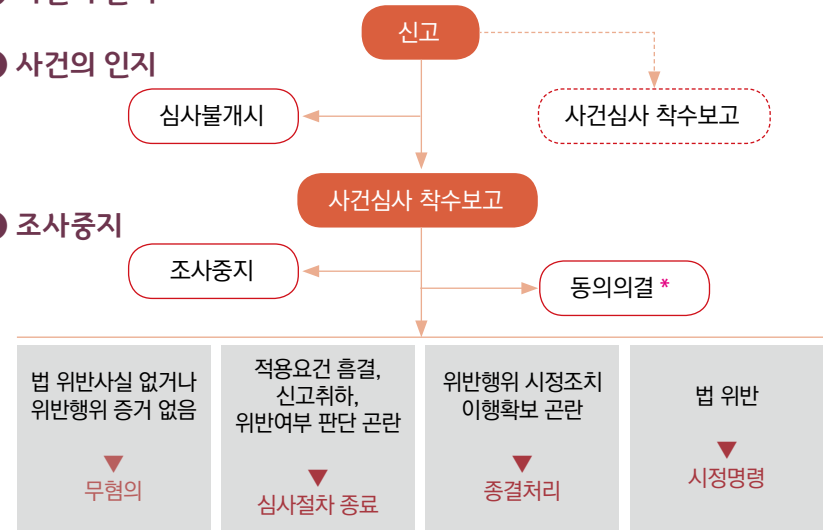 신고
사건의 인지
심사불개시
사건심사 착수보고
사건심사 착수보고
조사중지
조사중지
동의의결 *
법 위반사실 없거나
위반행위 증거 없음
▼
무혐의
적용요건 흠결,
신고취하,
위반여부 판단 곤란
▼
심사절차 종료
위반행위 시정조치
이행확보 곤란
▼
종결처리
법 위반
▼
시정명령